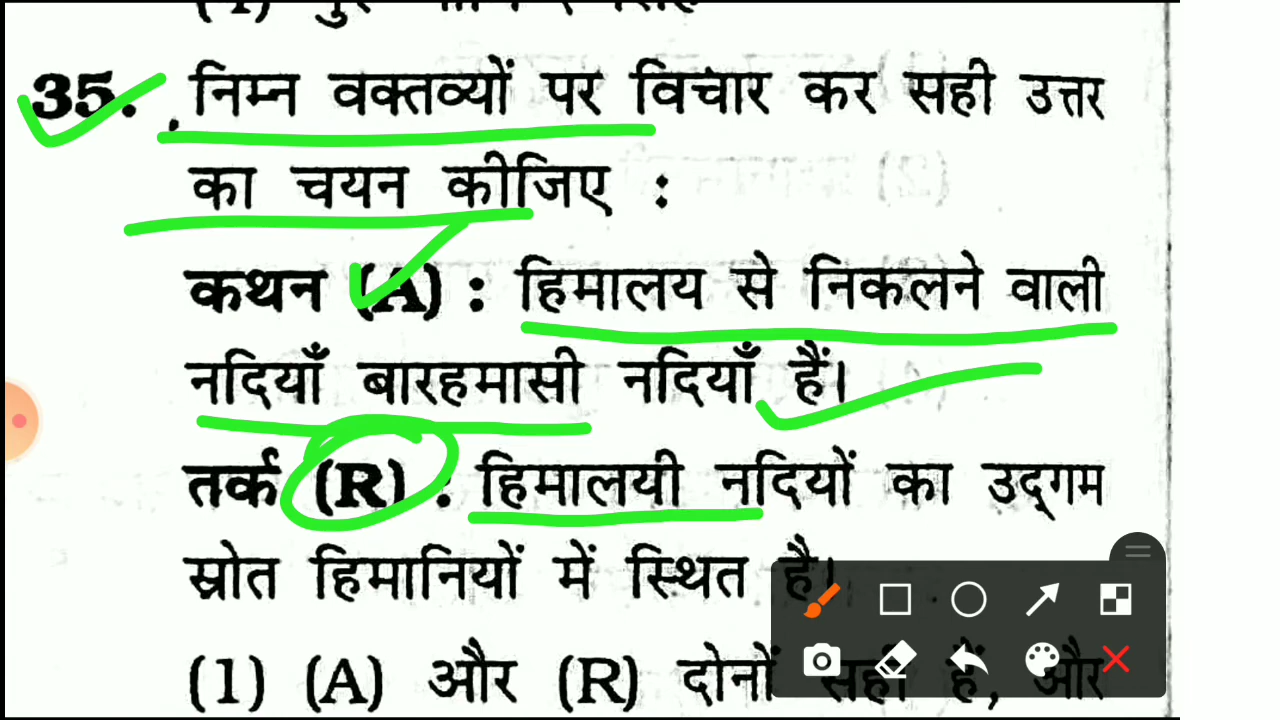 35. निम्न वक्तव्यों पर विचार कर सही उत्तर
का चयन कीजिए :
कथन (A) : हिमालय से निकलने वाली
नदियाँ बारहमासी नदियाँ हैं।
तर्क (R) : हिमालयी नदियों का उद्गम
स्रोत हिमानियों में स्थित है।
(1) (A) और (R) दोनों सही हैं, और